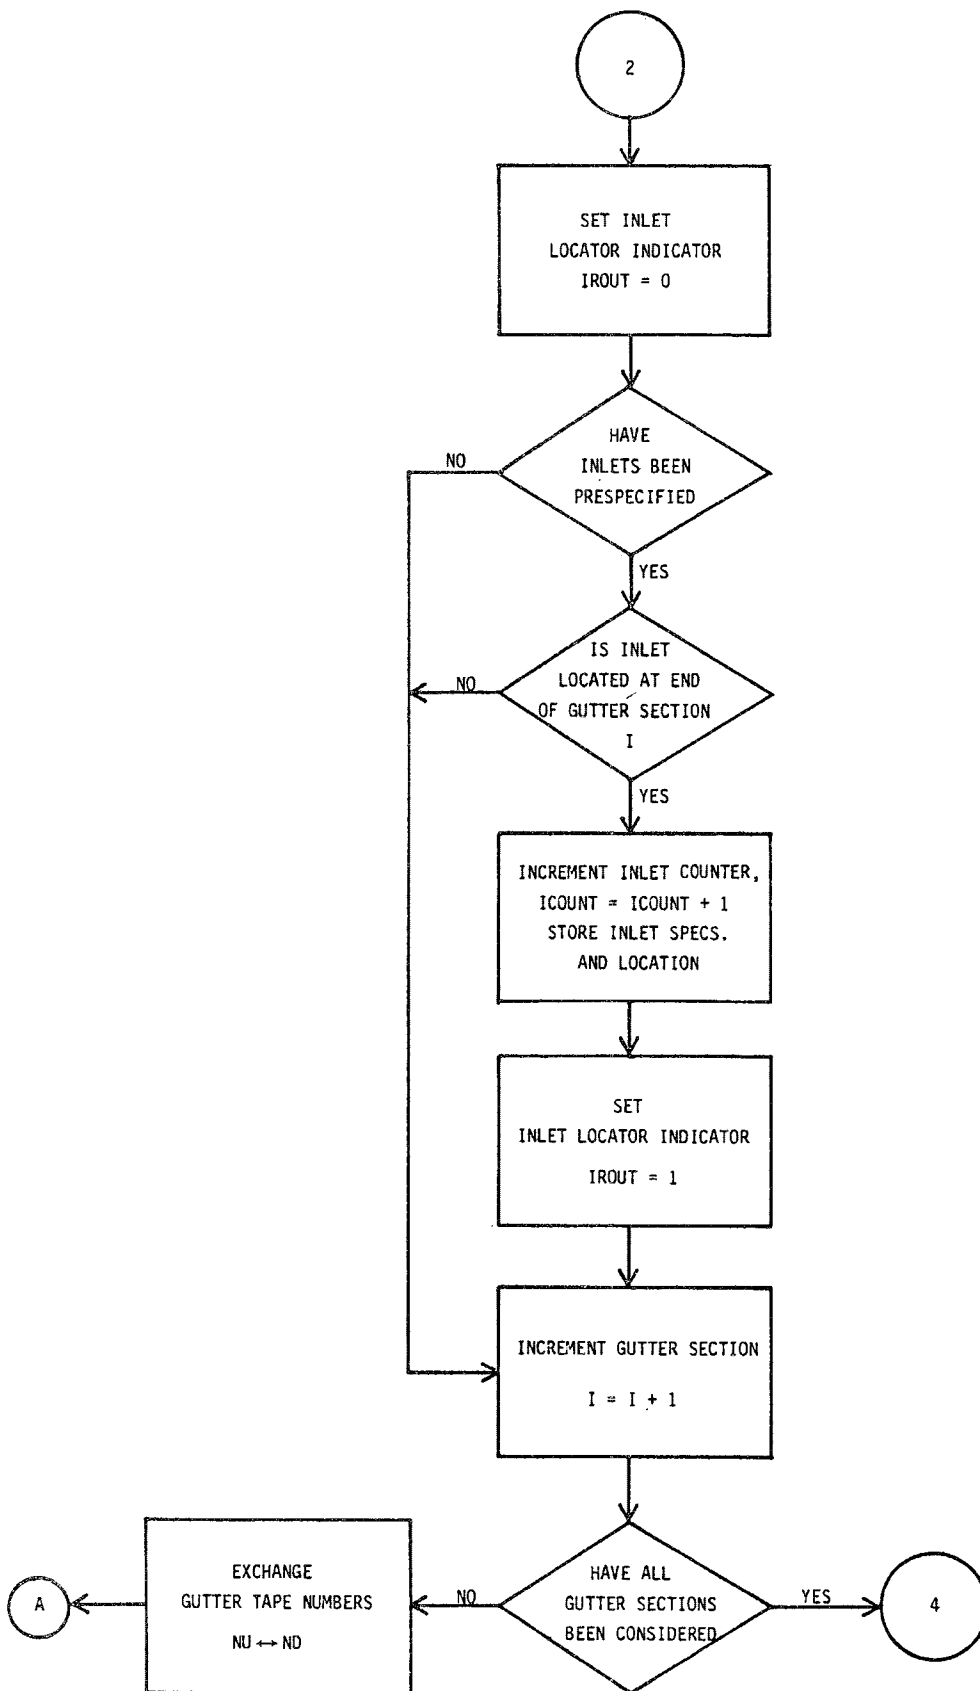 2
SET INLET
LOCATOR INDICATOR
IROUT = 0
HAVE
INLETS BEEN
PRESPECIFIED
NO
YES
IS INLET
LOCATED AT END
OF GUTTER SECTION
I
NO
YES
INCREMENT INLET COUNTER,
ICOUNT = ICOUNT + 1
STORE INLET SPECS.
AND LOCATION
SET
INLET LOCATOR INDICATOR
IROUT = 1
INCREMENT GUTTER SECTION
I = I + 1
HAVE ALL
GUTTER SECTIONS
BEEN CONSIDERED
NO
YES
4
EXCHANGE
GUTTER TAPE NUMBERS
NU ↔ ND
A